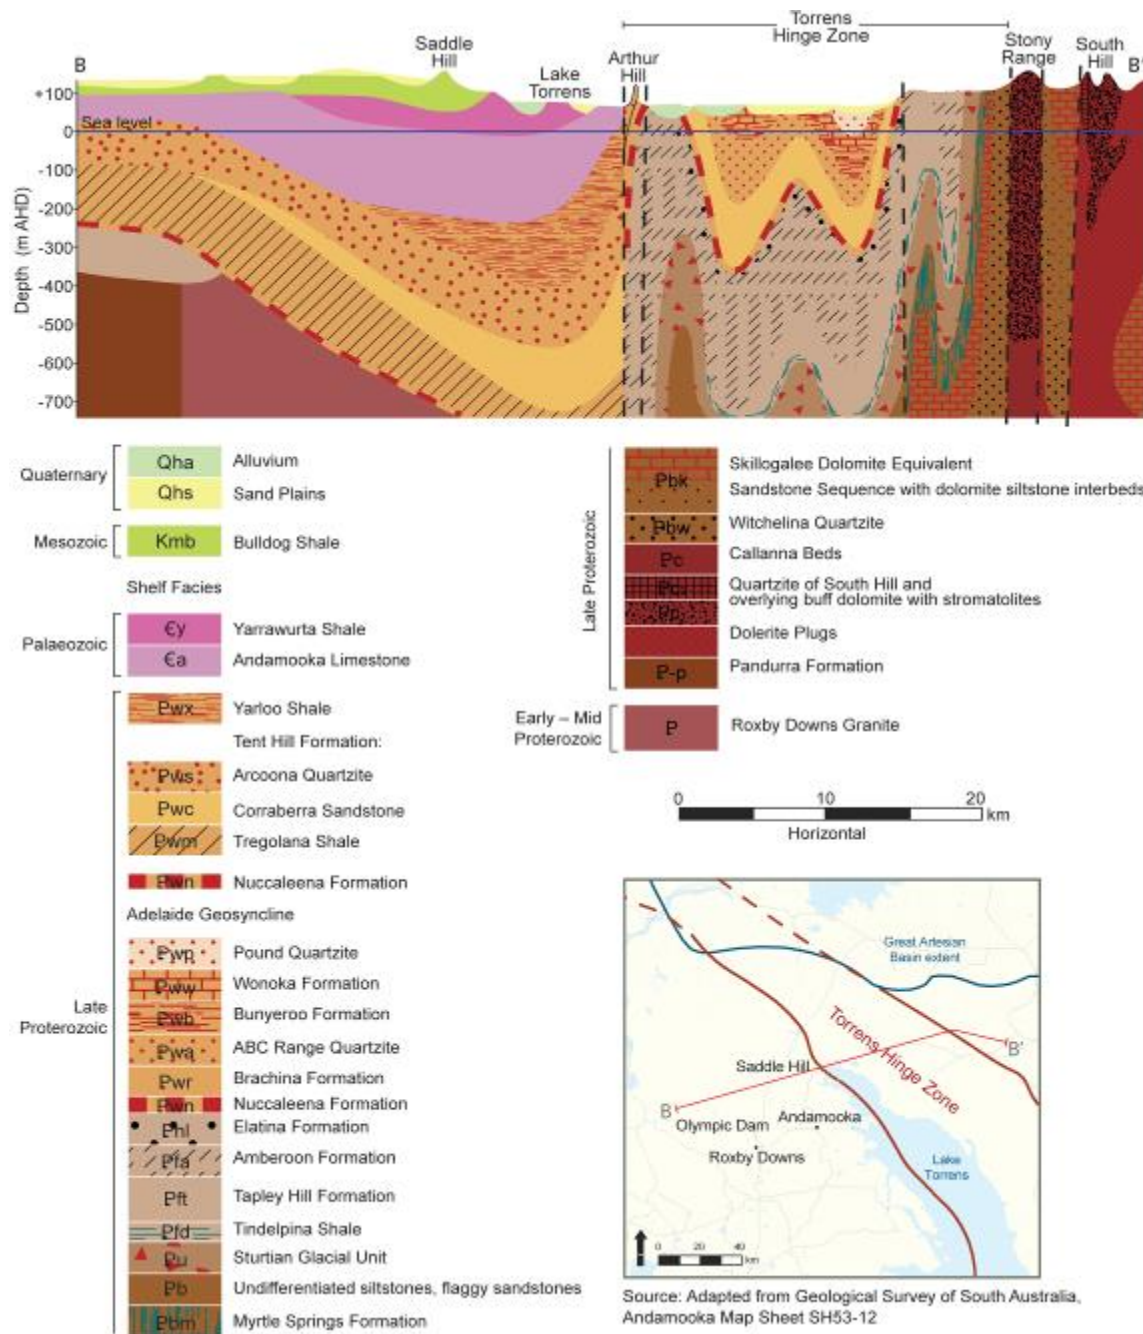 Torrens
Hinge Zone
Saddle
Hill
Lake
Torrens
Arthur
Hill
Stony
Range
South
Hill
B
B'
+100
Sea level
0
-100
-200
-300
-400
-500
-600
-700
Depth (m AHD)
Quaternary
Qha Alluvium
Qhs Sand Plains
Mesozoic
Kmb Bulldog Shale
Shelf Facies
Palaeozoic
Єy Yarrawurta Shale
Єa Andamooka Limestone
Late
Proterozoic
Pwx Yarloo Shale
Tent Hill Formation:
Pws Arcoona Quartzite
Pwc Corraberra Sandstone
Pwm Tregolana Shale
Pwn Nuccaleena Formation
Adelaide Geosyncline
Pwp Pound Quartzite
Pww Wonoka Formation
Pwb Bunyeroo Formation
Pwa ABC Range Quartzite
Pwr Brachina Formation
Pwn Nuccaleena Formation
Phl Elatina Formation
Pfa Amberoon Formation
Pft Tapley Hill Formation
Pfd Tindelpina Shale
Pu Sturtian Glacial Unit
Pb Undifferentiated siltstones, flaggy sandstones
Pbm Myrtle Springs Formation
Late Proterozoic
Pbk Skillogalee Dolomite Equivalent
Sandstone Sequence with dolomite siltstone interbeds
Pbw Witchelina Quartzite
Pc Callanna Beds
Quartzite of South Hill and
overlying buff dolomite with stromatolites
Dolerite Plugs
P-p Pandurra Formation
Early – Mid
Proterozoic
P Roxby Downs Granite
0 10 20
km
Horizontal
Great Artesian
Basin extent
Torrens Hinge Zone
B'
Saddle Hill
B
Olympic Dam
Andamooka
Roxby Downs
Lake
Torrens
0 20 40
km
Source: Adapted from Geological Survey of South Australia,
Andamooka Map Sheet SH53-12